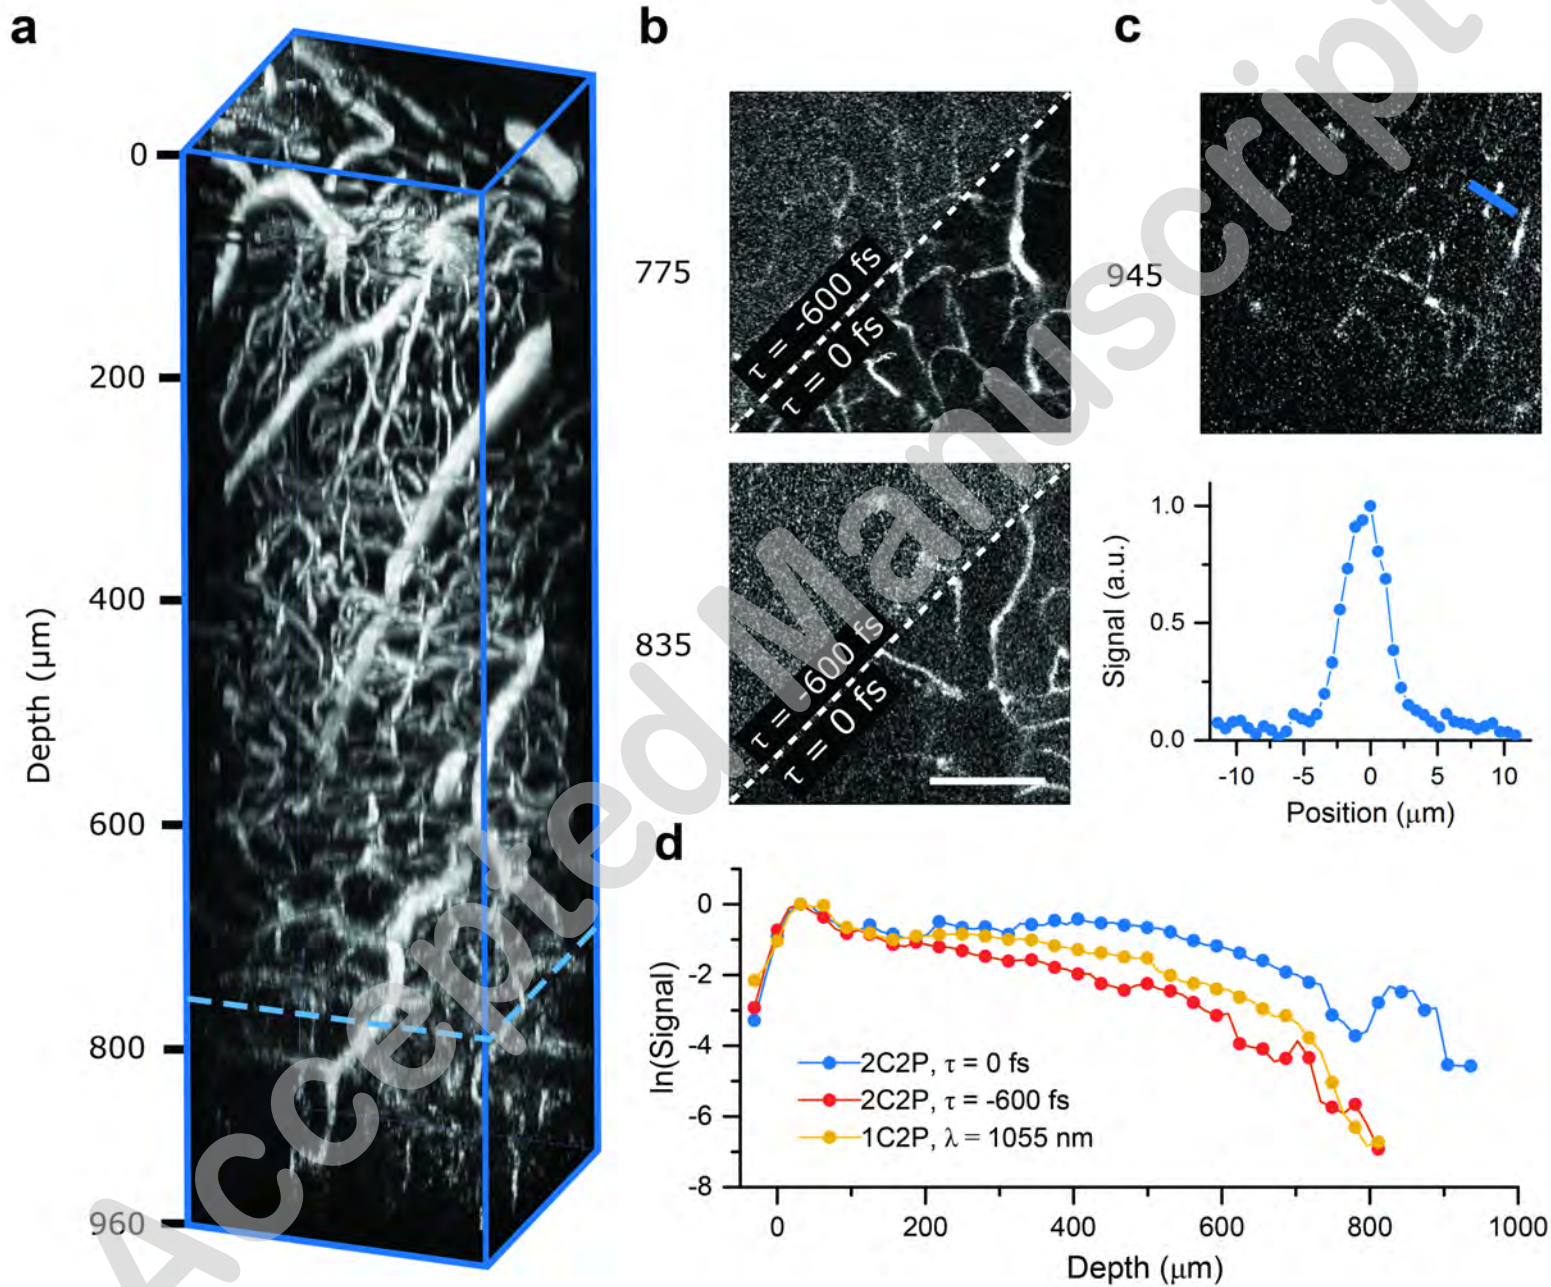 a
b
c
Depth (μm)
0
200
400
600
800
960
775
τ = -600 fs
τ = 0 fs
835
τ = -600 fs
τ = 0 fs
945
Signal (a.u.)
1.0
0.5
0.0
-10 -5 0 5 10
Position (μm)
d
ln(Signal)
0
-2
-4
-6
-8
2C2P, τ = 0 fs
2C2P, τ = -600 fs
1C2P, λ = 1055 nm
0 200 400 600 800 1000
Depth (μm)
Accepted Manuscript